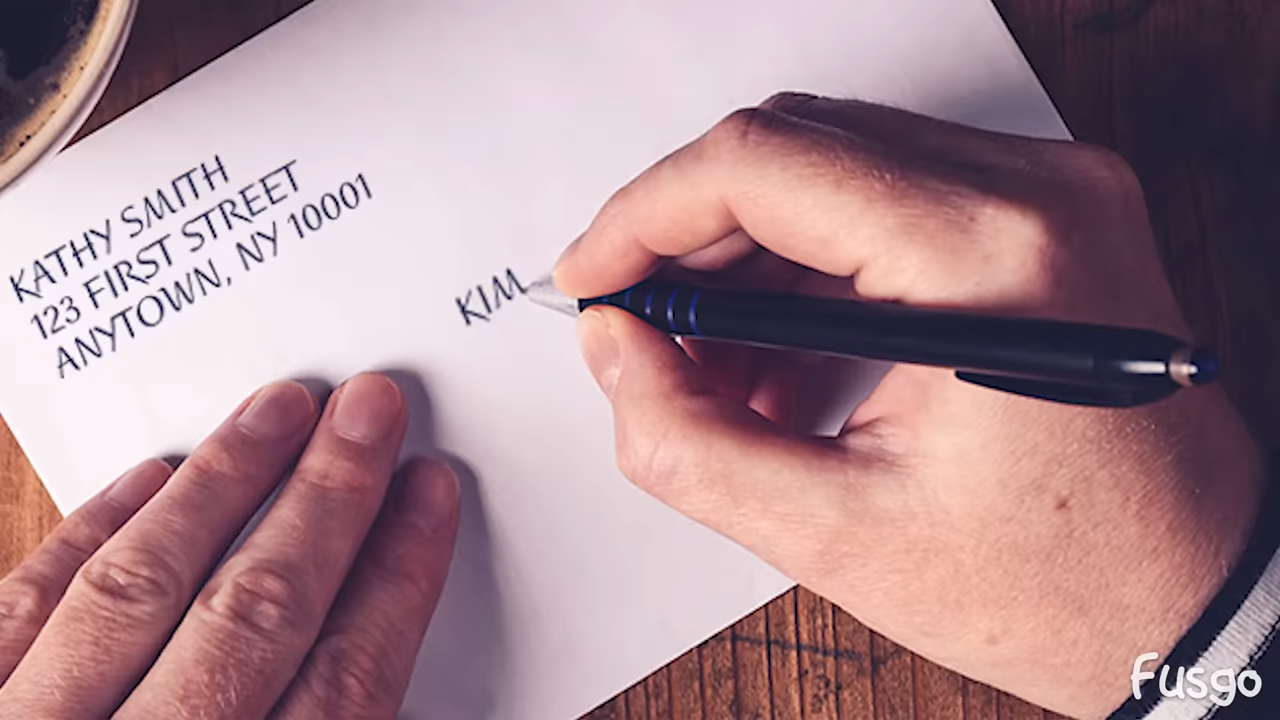 KATHY SMITH
123 FIRST STREET
ANYTOWN, NY 10001
KIM
Fusgo